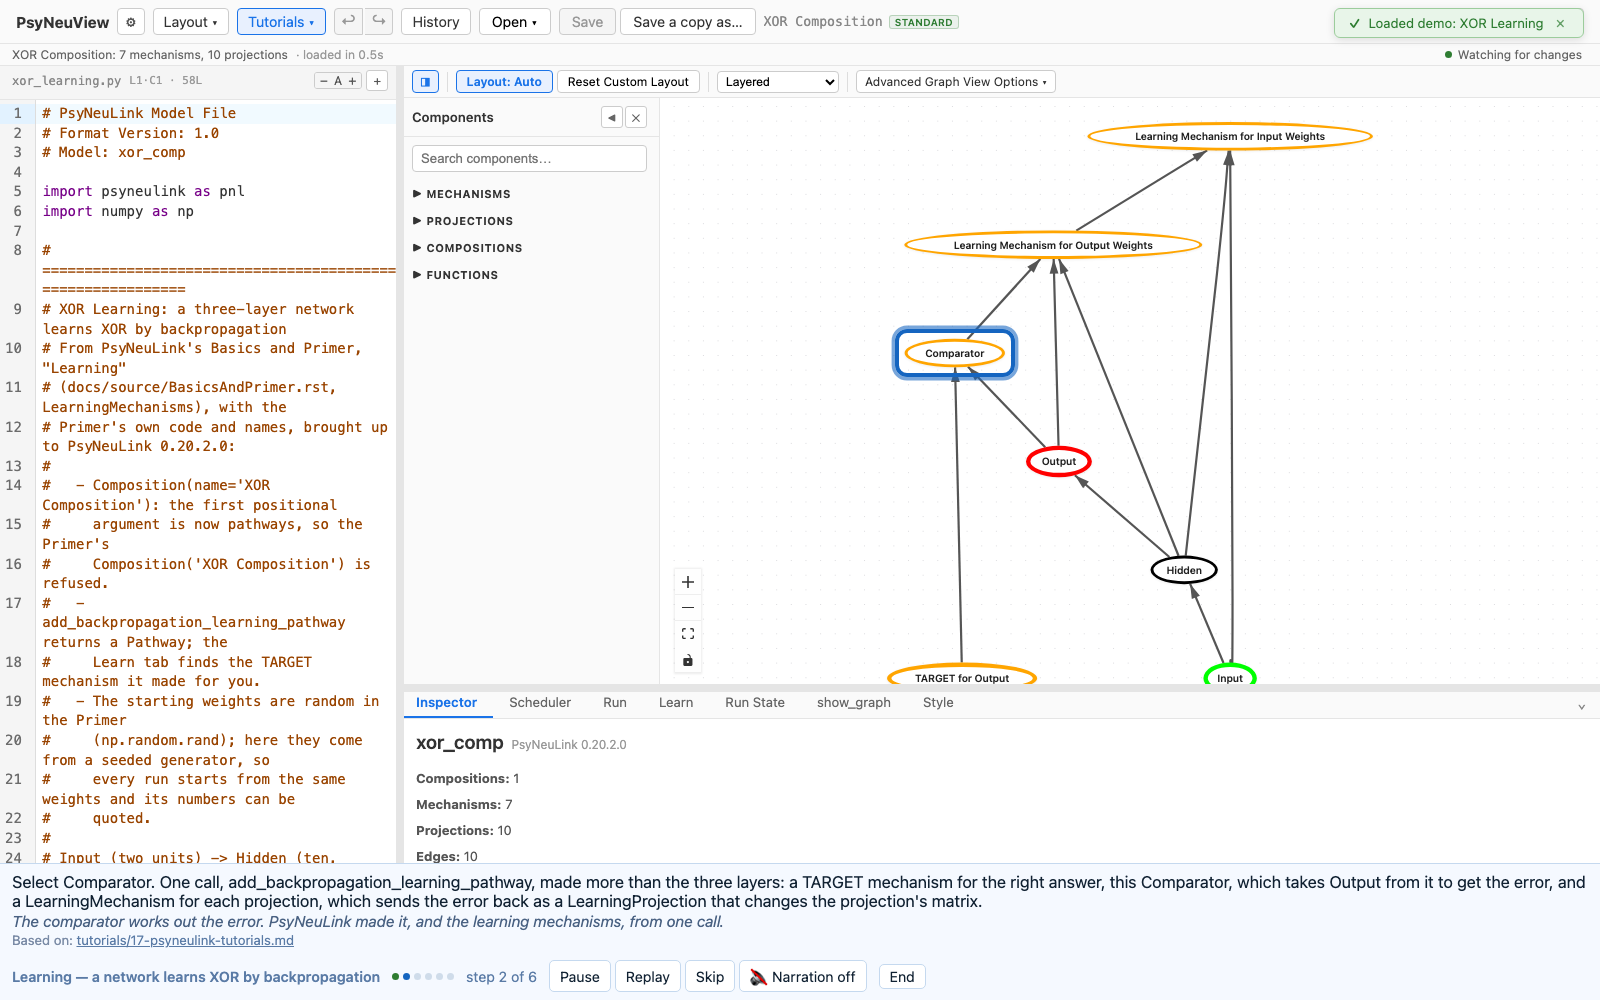 PsyNeuView
Layout ▾
Tutorials ▾
History
Open ▾
Save
Save a copy as...
XOR Composition
STANDARD
✓ Loaded demo: XOR Learning ×
XOR Composition: 7 mechanisms, 10 projections · loaded in 0.5s
Watching for changes
xor_learning.py L1:C1 · 58L
− A +
+
Layout: Auto
Reset Custom Layout
Layered
Advanced Graph View Options ▾
1 # PsyNeuLink Model File
2 # Format Version: 1.0
3 # Model: xor_comp
4
5 import psyneulink as pnl
6 import numpy as np
7
8 #
==========================================
=================
9 # XOR Learning: a three-layer network
learns XOR by backpropagation
10 # From PsyNeuLink's Basics and Primer,
"Learning"
11 # (docs/source/BasicsAndPrimer.rst,
LearningMechanisms), with the
12 # Primer's own code and names, brought up
to PsyNeuLink 0.20.2.0:
13 #
14 #   - Composition(name='XOR
Composition'): the first positional
15 #     argument is now pathways, so the
Primer's
16 #     Composition('XOR Composition') is
refused.
17 #   -
add_backpropagation_learning_pathway
returns a Pathway; the
18 #     Learn tab finds the TARGET
mechanism it made for you.
19 #   - The starting weights are random in
the Primer
20 #     (np.random.rand); here they come
from a seeded generator, so
21 #     every run starts from the same
weights and its numbers can be
22 #     quoted.
23 #
24 # Input (two units) -> Hidden (ten,
Components
Search components...
▶ MECHANISMS
▶ PROJECTIONS
▶ COMPOSITIONS
▶ FUNCTIONS
Learning Mechanism for Input Weights
Learning Mechanism for Output Weights
Comparator
Output
Hidden
TARGET for Output
Input
Inspector
Scheduler
Run
Learn
Run State
show_graph
Style
xor_comp PsyNeuLink 0.20.2.0
Compositions: 1
Mechanisms: 7
Projections: 10
Edges: 10
Select Comparator. One call, add_backpropagation_learning_pathway, made more than the three layers: a TARGET mechanism for the right answer, this Comparator, which takes Output from it to get the error, and
a LearningMechanism for each projection, which sends the error back as a LearningProjection that changes the projection's matrix.
The comparator works out the error. PsyNeuLink made it, and the learning mechanisms, from one call.
Based on: tutorials/17-psyneulink-tutorials.md
Learning — a network learns XOR by backpropagation
step 2 of 6
Pause
Replay
Skip
Narration off
End